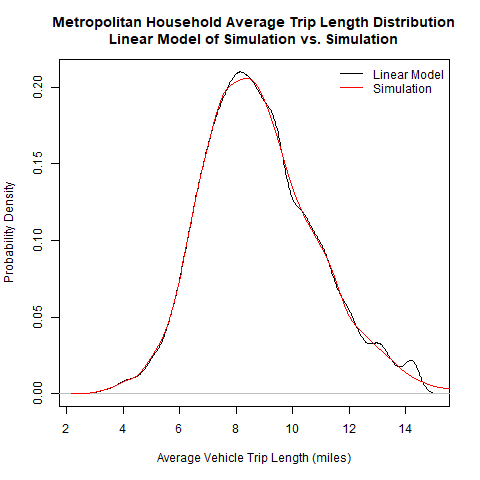 Metropolitan Household Average Trip Length Distribution
Linear Model of Simulation vs. Simulation
Linear Model
Simulation
Probability Density
0.20
0.15
0.10
0.05
0.00
2 4 6 8 10 12 14
Average Vehicle Trip Length (miles)